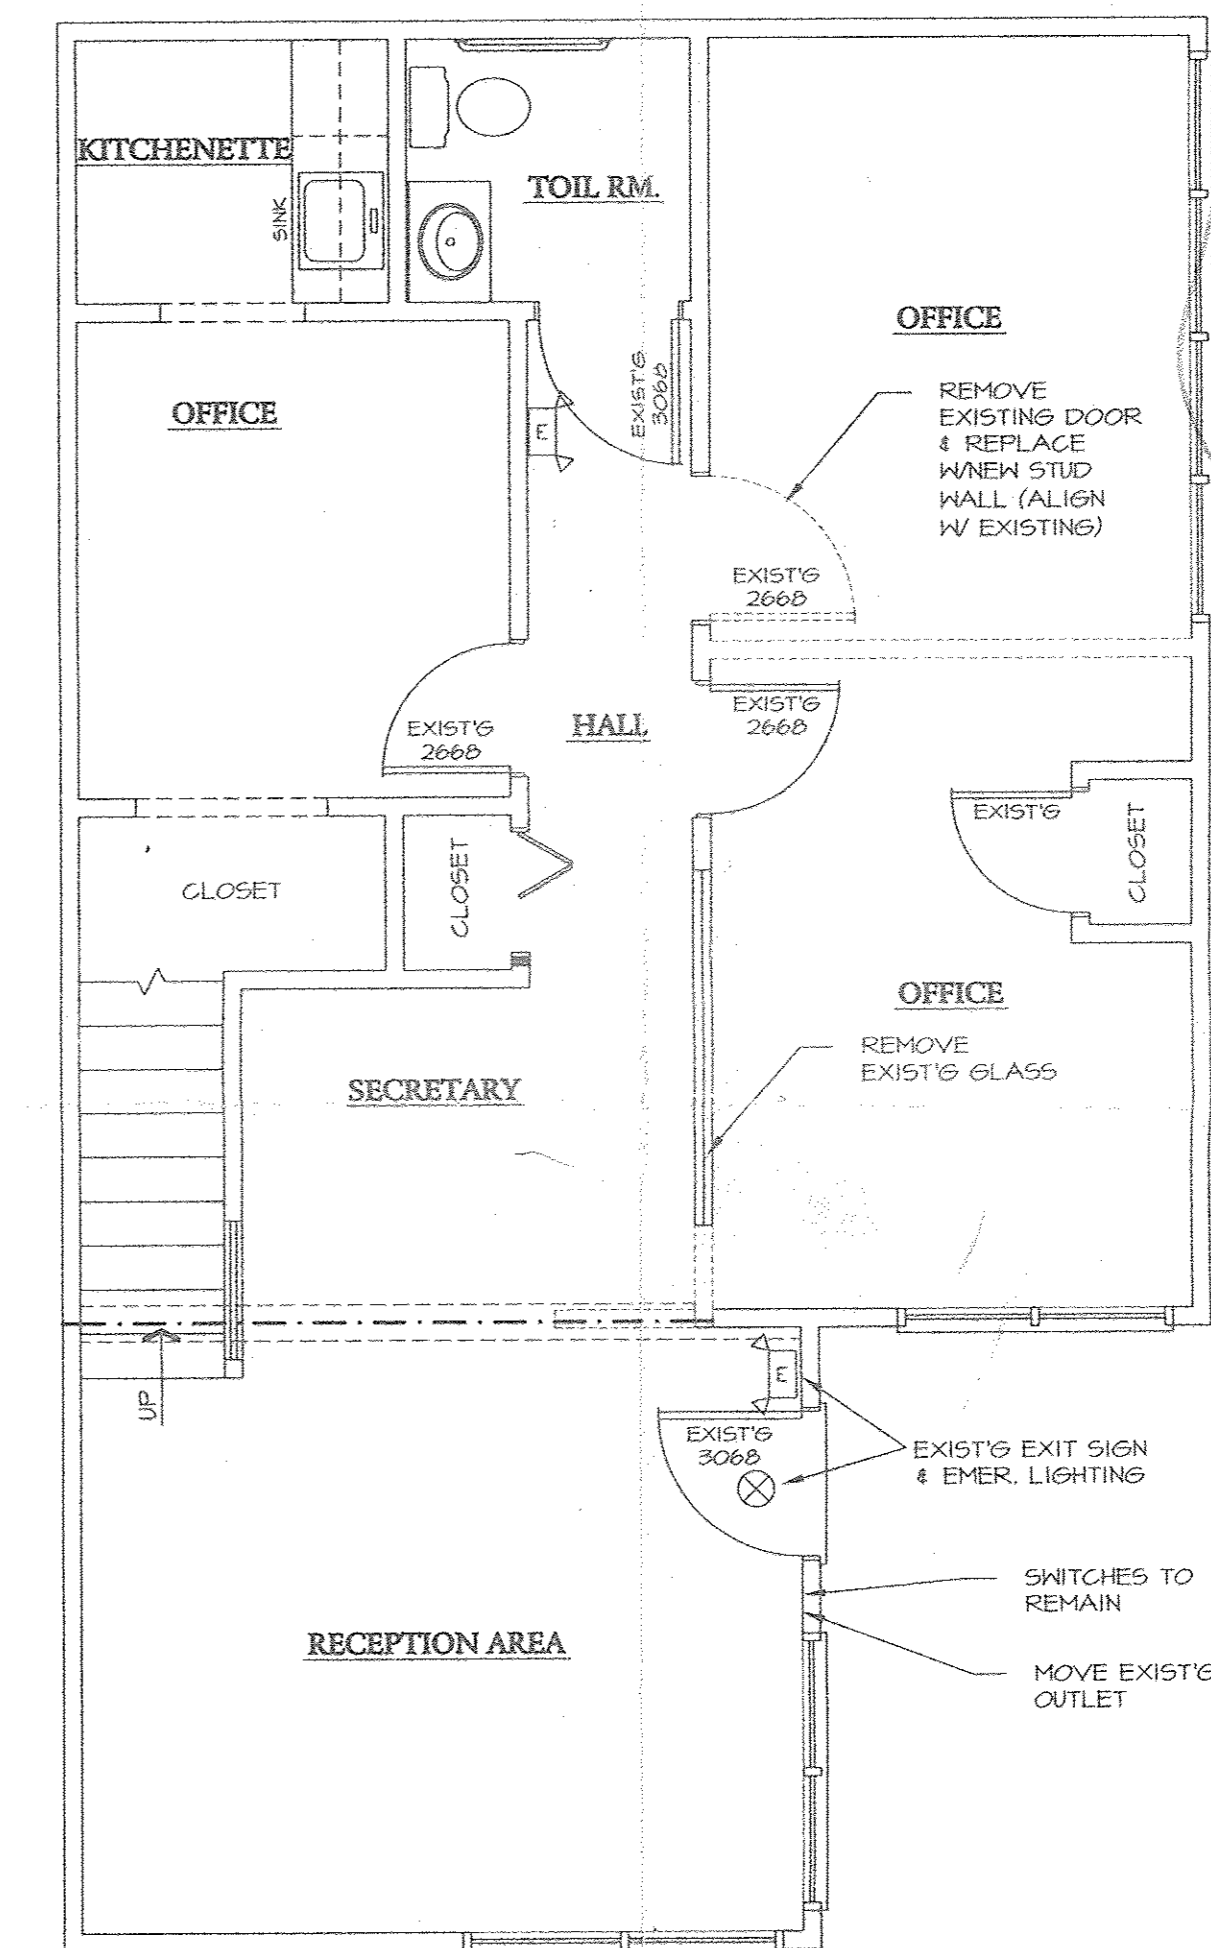 KITCHENETTE
SINK
TOIL RM.
OFFICE
REMOVE
EXISTING DOOR
& REPLACE
W/NEW STUD
WALL (ALIGN
W/ EXISTING)
OFFICE
E
EXIST'G
3068
EXIST'G
2668
EXIST'G
2668
HALL
EXIST'G
2668
EXIST'G
CLOSET
CLOSET
CLOSET
OFFICE
REMOVE
EXIST'G GLASS
SECRETARY
UP
E
EXIST'G
3068
EXIST'G EXIT SIGN
& EMER. LIGHTING
SWITCHES TO
REMAIN
RECEPTION AREA
MOVE EXIST'G
OUTLET